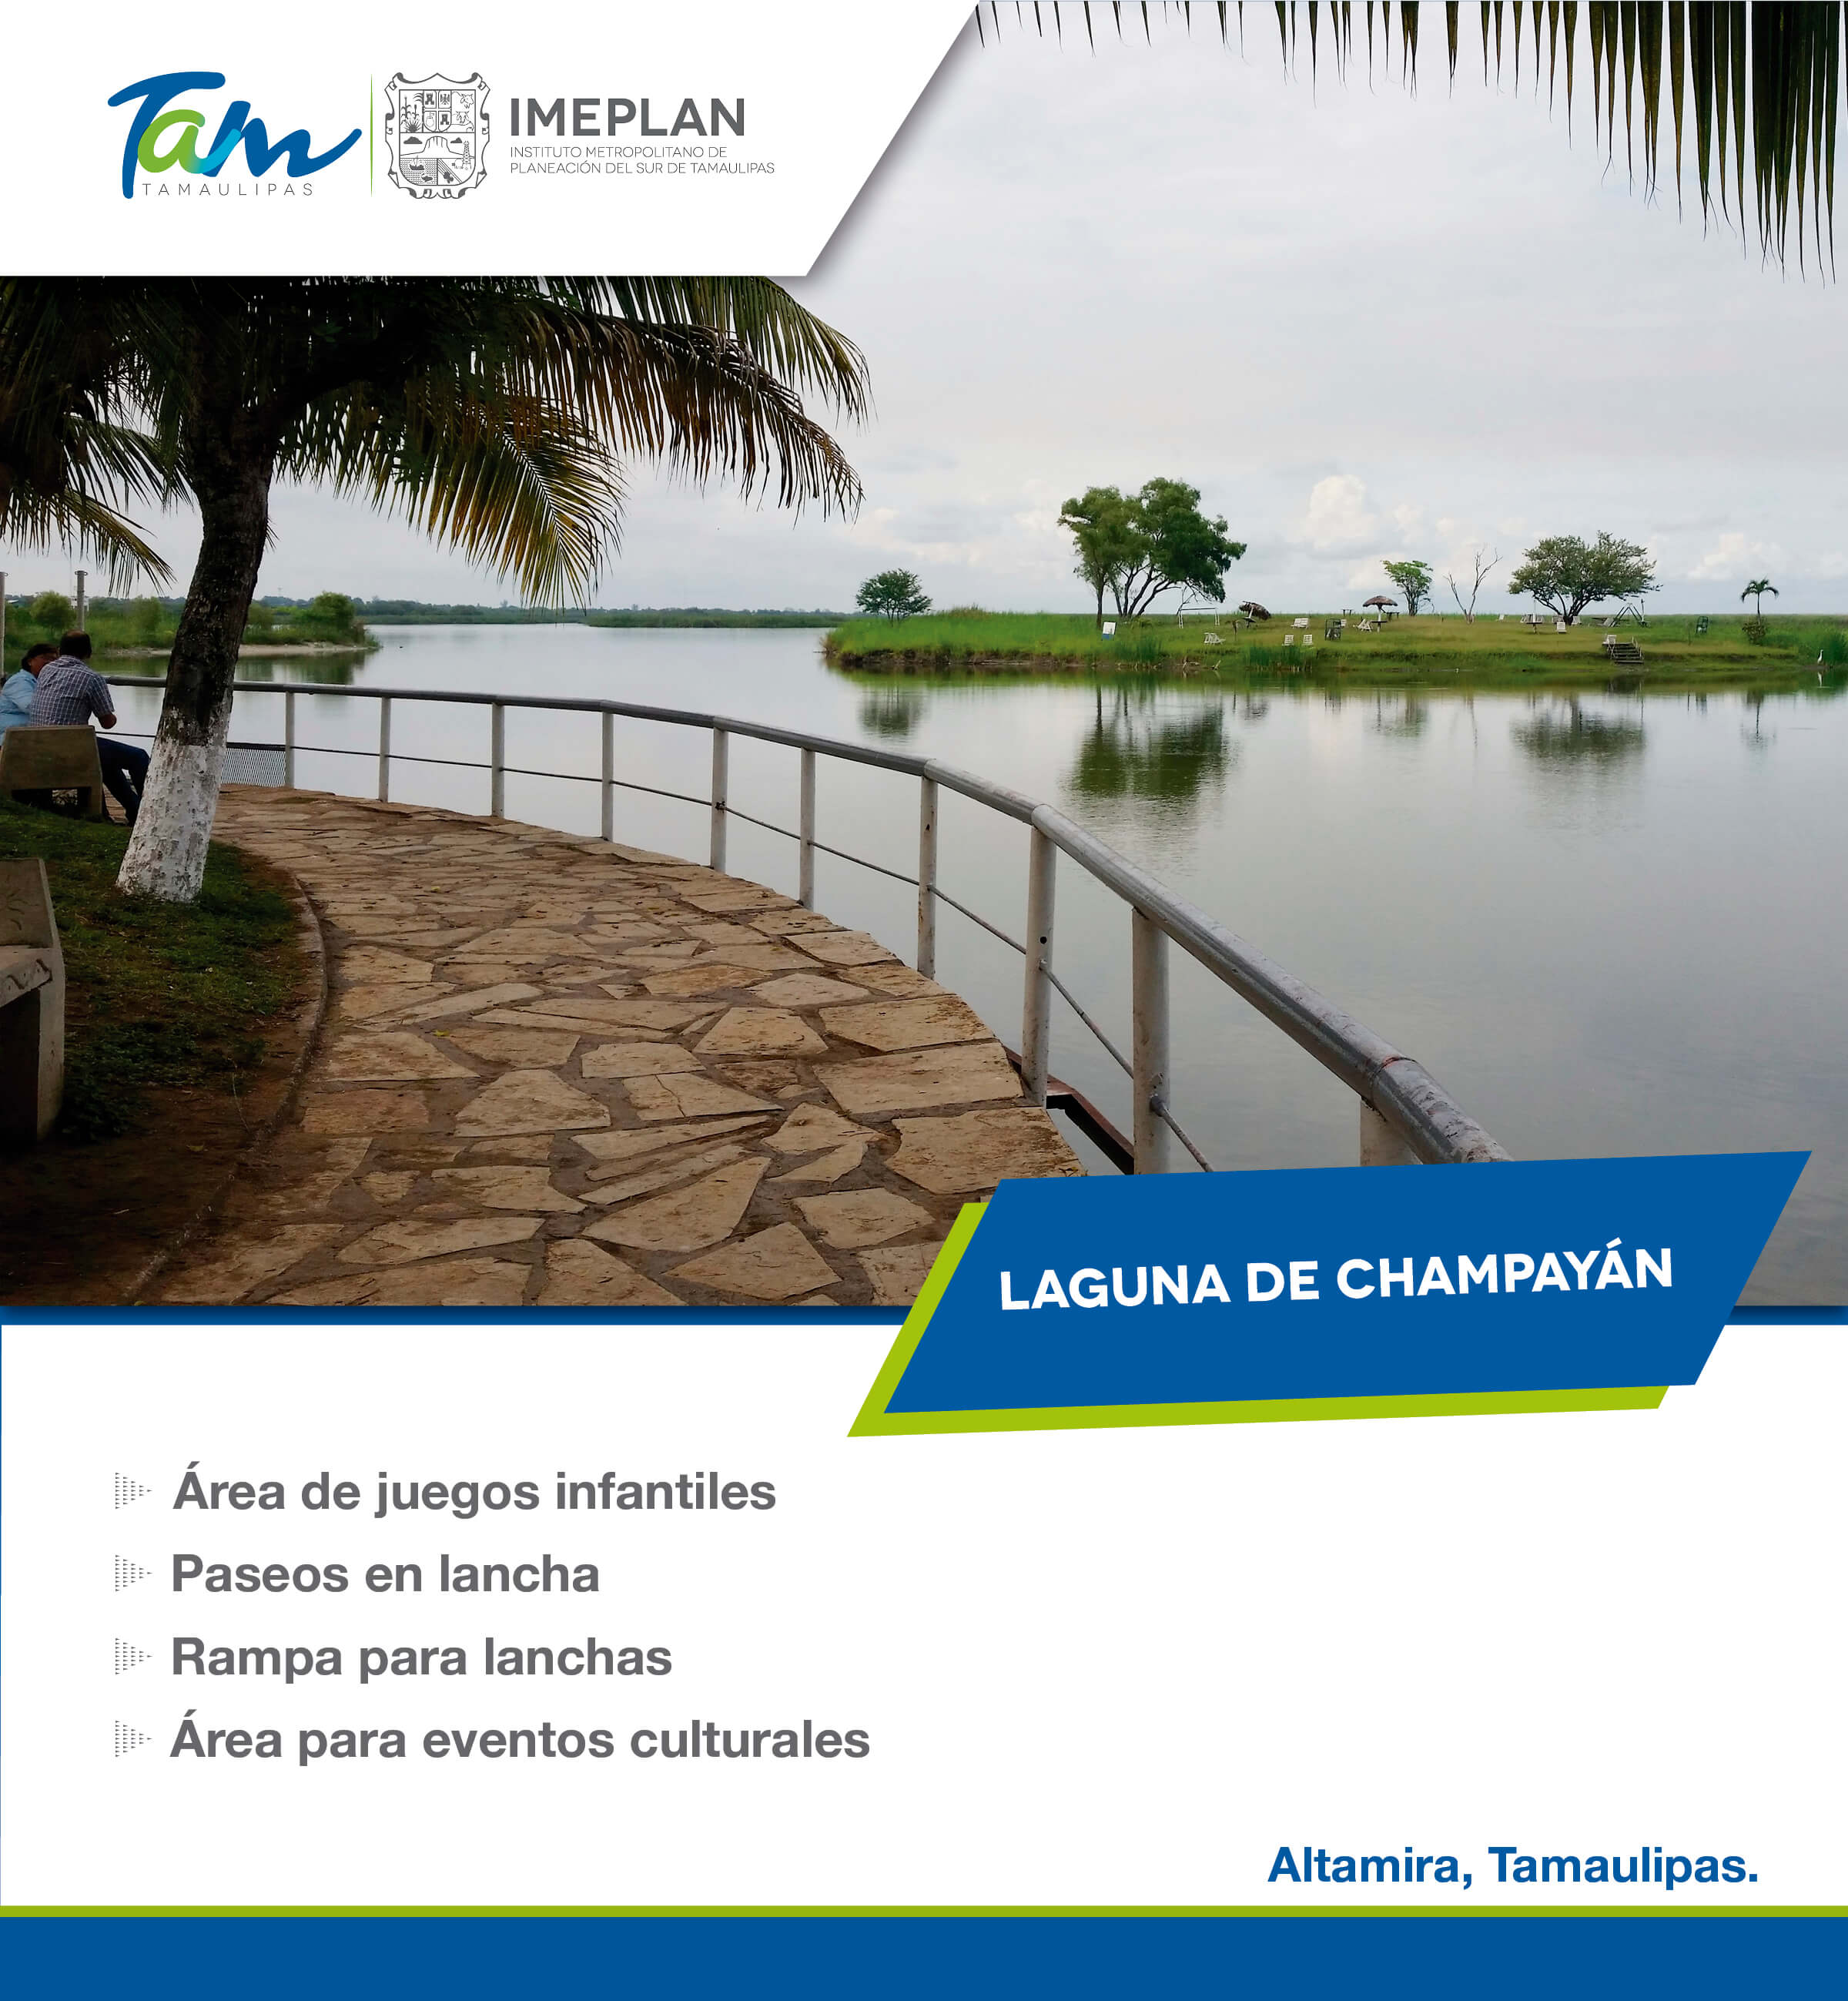 Tam
TAMAULIPAS
IMEPLAN
INSTITUTO METROPOLITANO DE
PLANEACIÓN DEL SUR DE TAMAULIPAS
LAGUNA DE CHAMPAYÁN
Área de juegos infantiles
Paseos en lancha
Rampa para lanchas
Área para eventos culturales
Altamira, Tamaulipas.